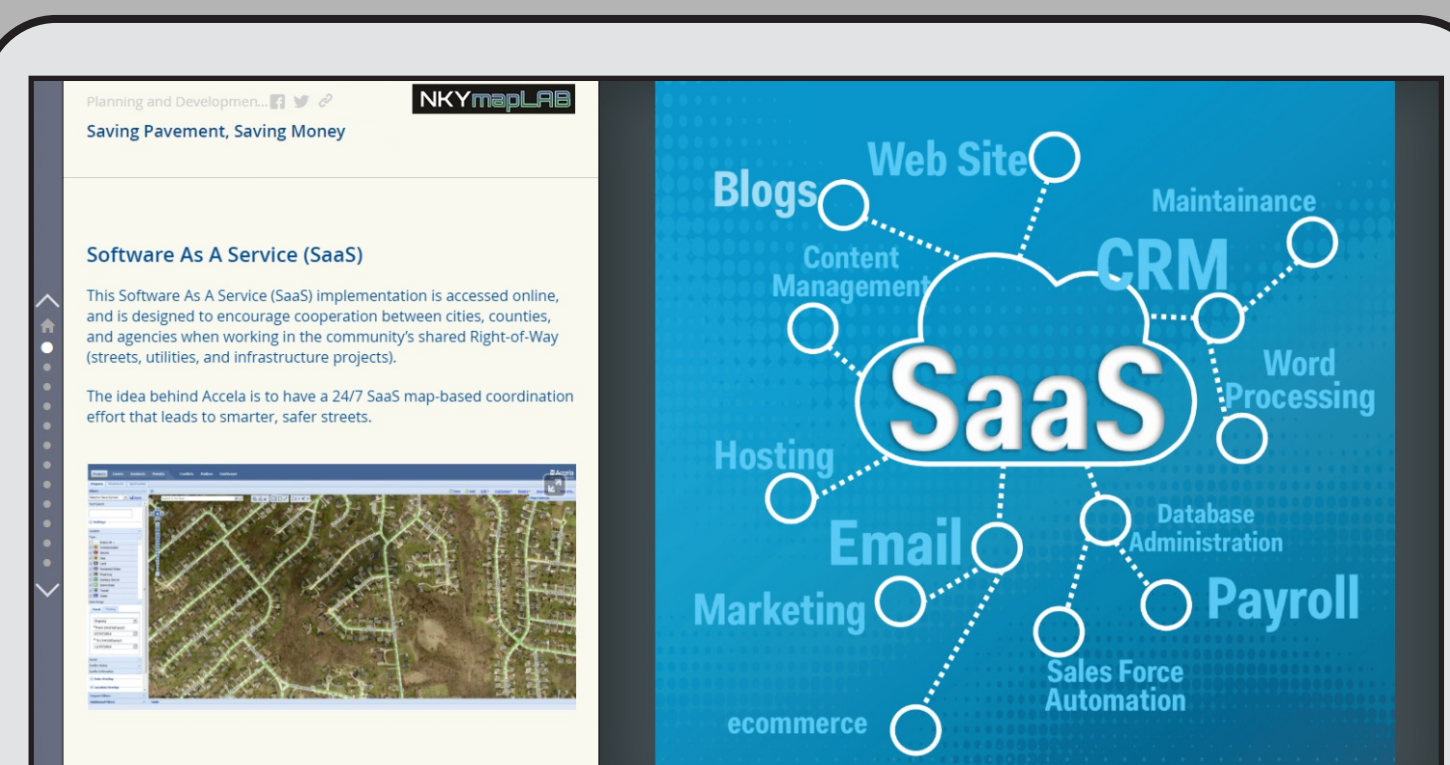 Planning and Developmen...
NKYmapLAB
Saving Pavement, Saving Money
Software As A Service (SaaS)
This Software As A Service (SaaS) implementation is accessed online,
and is designed to encourage cooperation between cities, counties,
and agencies when working in the community's shared Right-of-Way
(streets, utilities, and infrastructure projects).
The idea behind Accela is to have a 24/7 SaaS map-based coordination
effort that leads to smarter, safer streets.
Accela
Web Site
Blogs
Maintainance
Content
Management
CRM
SaaS
Word
Processing
Hosting
Email
Database
Administration
Marketing
Payroll
Sales Force
Automation
ecommerce